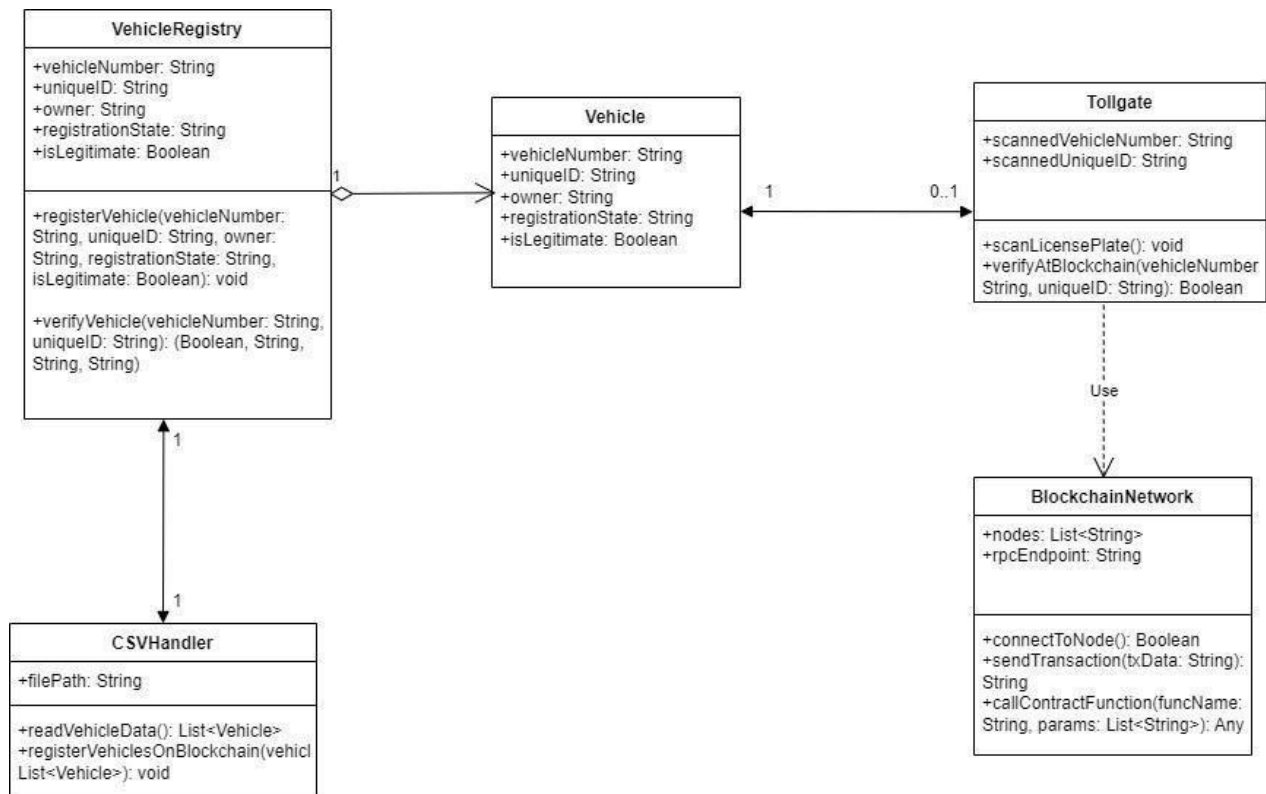 VehicleRegistry
+vehicleNumber: String
+uniqueID: String
+owner: String
+registrationState: String
+isLegitimate: Boolean
+registerVehicle(vehicleNumber:
String, uniqueID: String, owner:
String, registrationState: String,
isLegitimate: Boolean): void
+verifyVehicle(vehicleNumber: String,
uniqueID: String): (Boolean, String,
String, String)
1
Vehicle
+vehicleNumber: String
+uniqueID: String
+owner: String
+registrationState: String
+isLegitimate: Boolean
1
0..1
Tollgate
+scannedVehicleNumber: String
+scannedUniqueID: String
+scanLicensePlate(): void
+verifyAtBlockchain(vehicleNumber
String, uniqueID: String): Boolean
Use
BlockchainNetwork
+nodes: List<String>
+rpcEndpoint: String
+connectToNode(): Boolean
+sendTransaction(txData: String):
String
+callContractFunction(funcName:
String, params: List<String>): Any
1
1
CSVHandler
+filePath: String
+readVehicleData(): List<Vehicle>
+registerVehiclesOnBlockchain(vehicl
List<Vehicle>): void